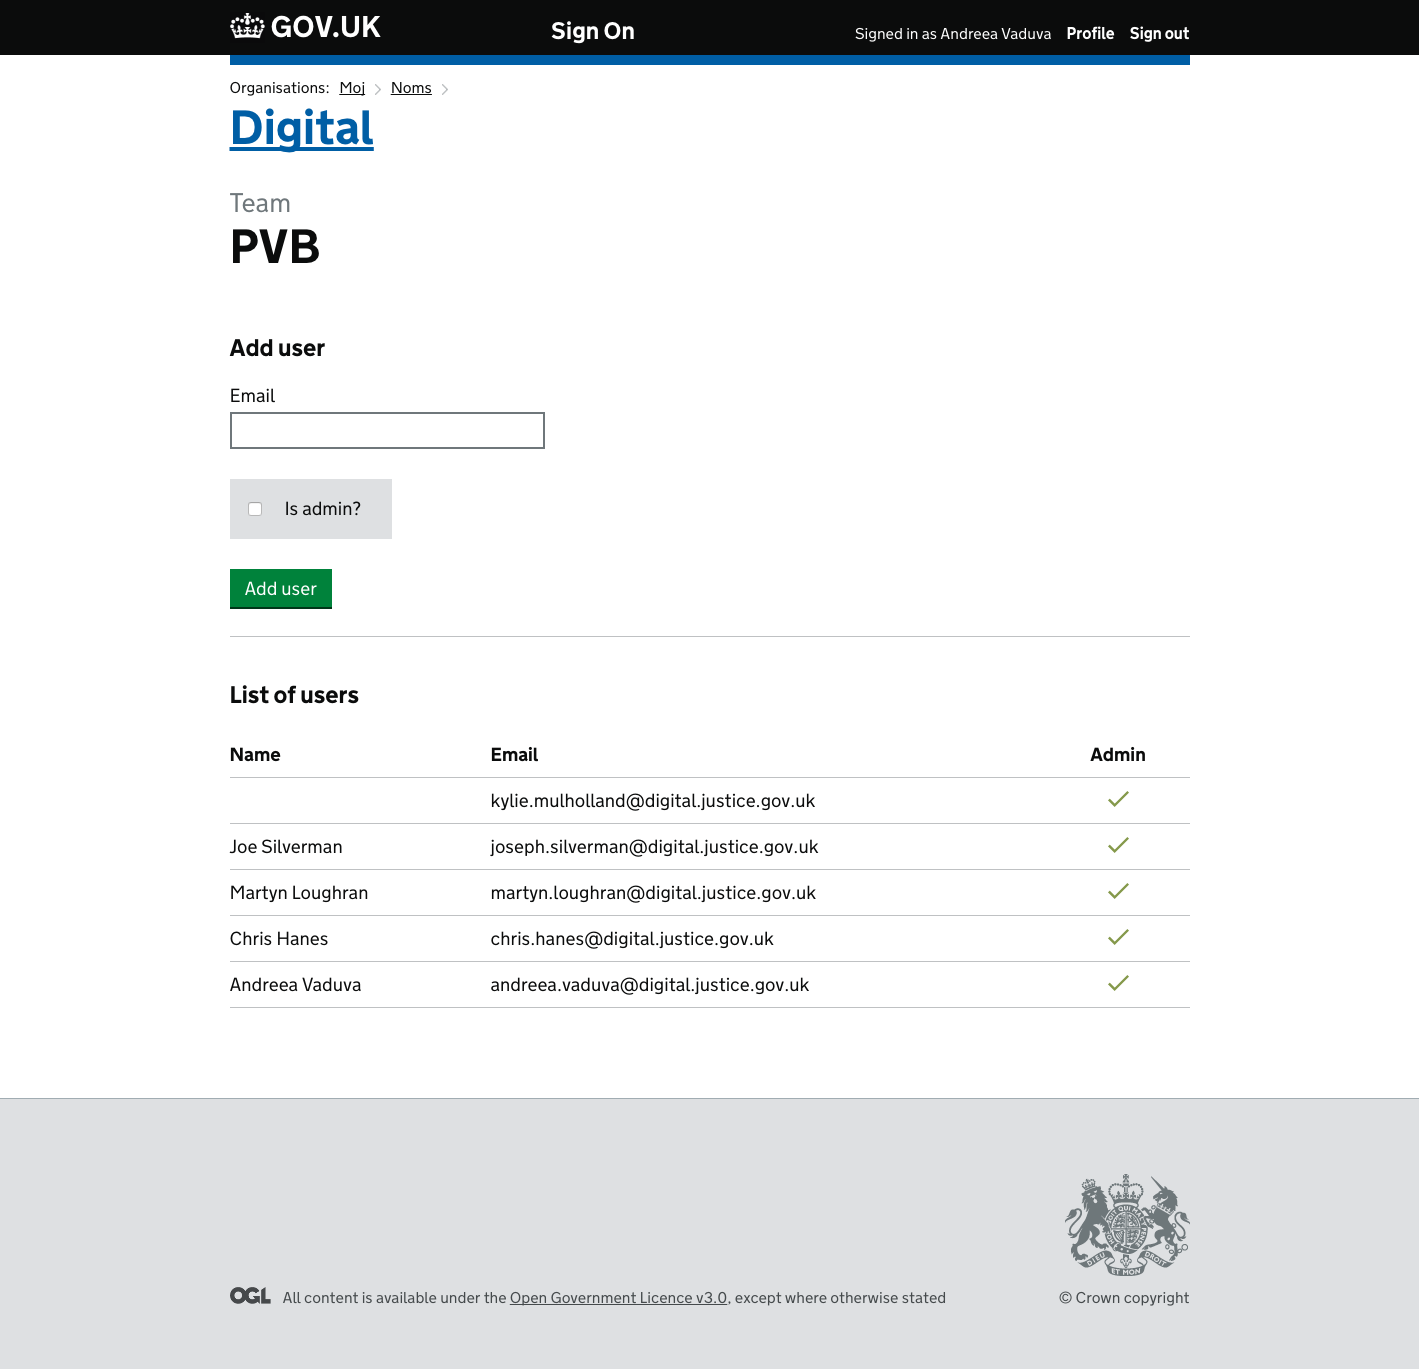 GOV.UK
Sign On
Signed in as Andreea Vaduva Profile Sign out
Organisations: Moj Noms
Digital
Team
PVB
Add user
Email
Is admin?
Add user
List of users
Name Email Admin
kylie.mulholland@digital.justice.gov.uk
Joe Silverman joseph.silverman@digital.justice.gov.uk
Martyn Loughran martyn.loughran@digital.justice.gov.uk
Chris Hanes chris.hanes@digital.justice.gov.uk
Andreea Vaduva andreea.vaduva@digital.justice.gov.uk
DIEU ET MON DROIT
OGL All content is available under the Open Government Licence v3.0, except where otherwise stated
© Crown copyright